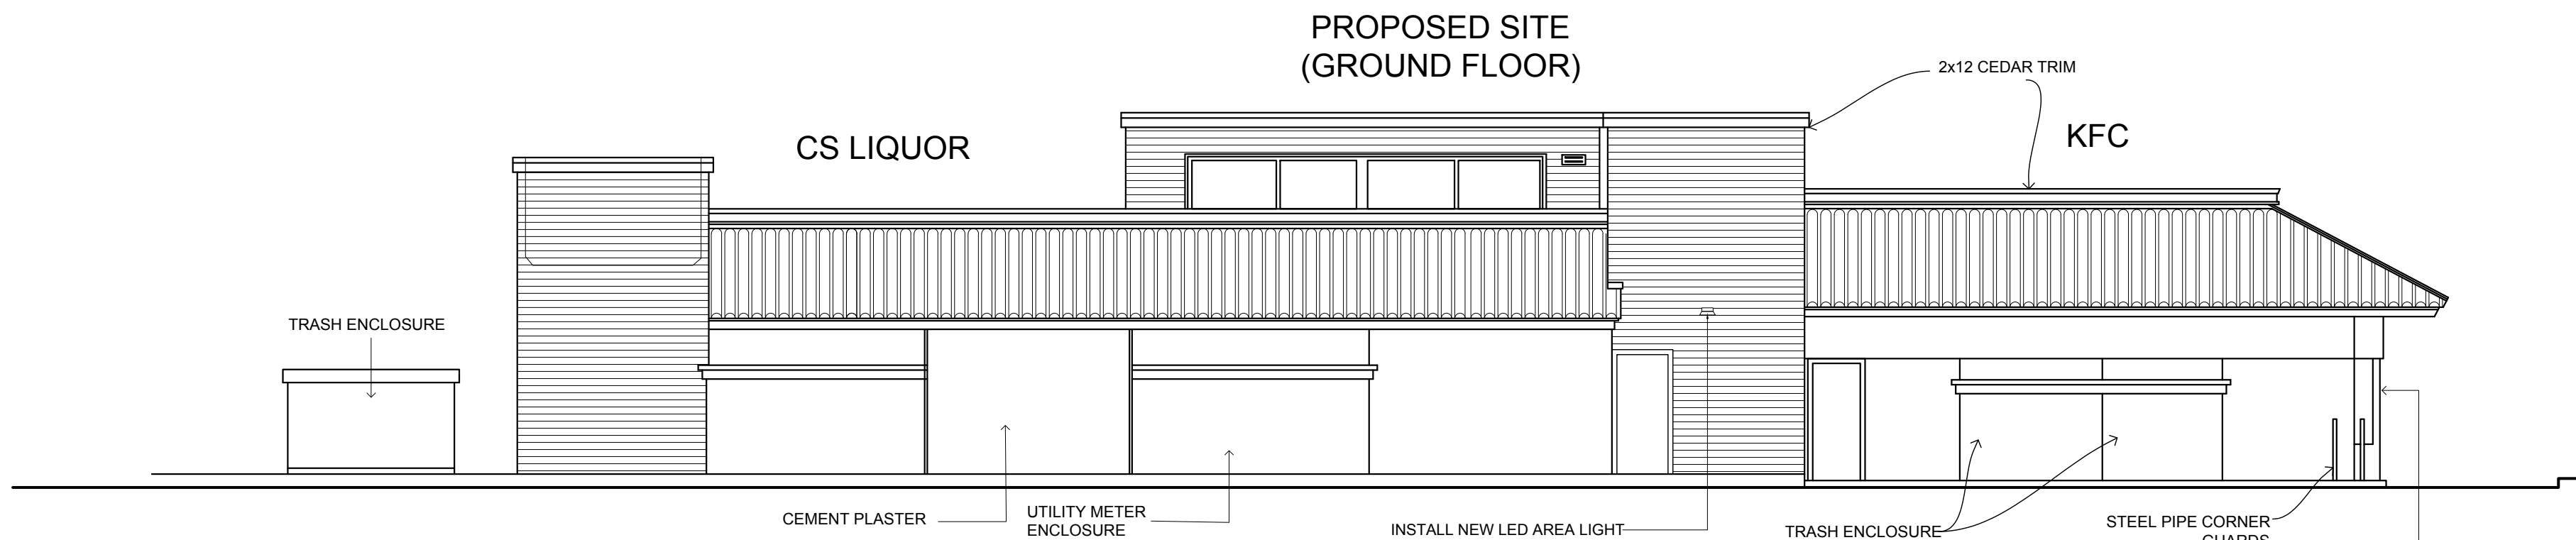 PROPOSED SITE
(GROUND FLOOR)
2x12 CEDAR TRIM
CS LIQUOR
KFC
TRASH ENCLOSURE
CEMENT PLASTER
UTILITY METER
ENCLOSURE
INSTALL NEW LED AREA LIGHT
TRASH ENCLOSURE
STEEL PIPE CORNER
GUARDS